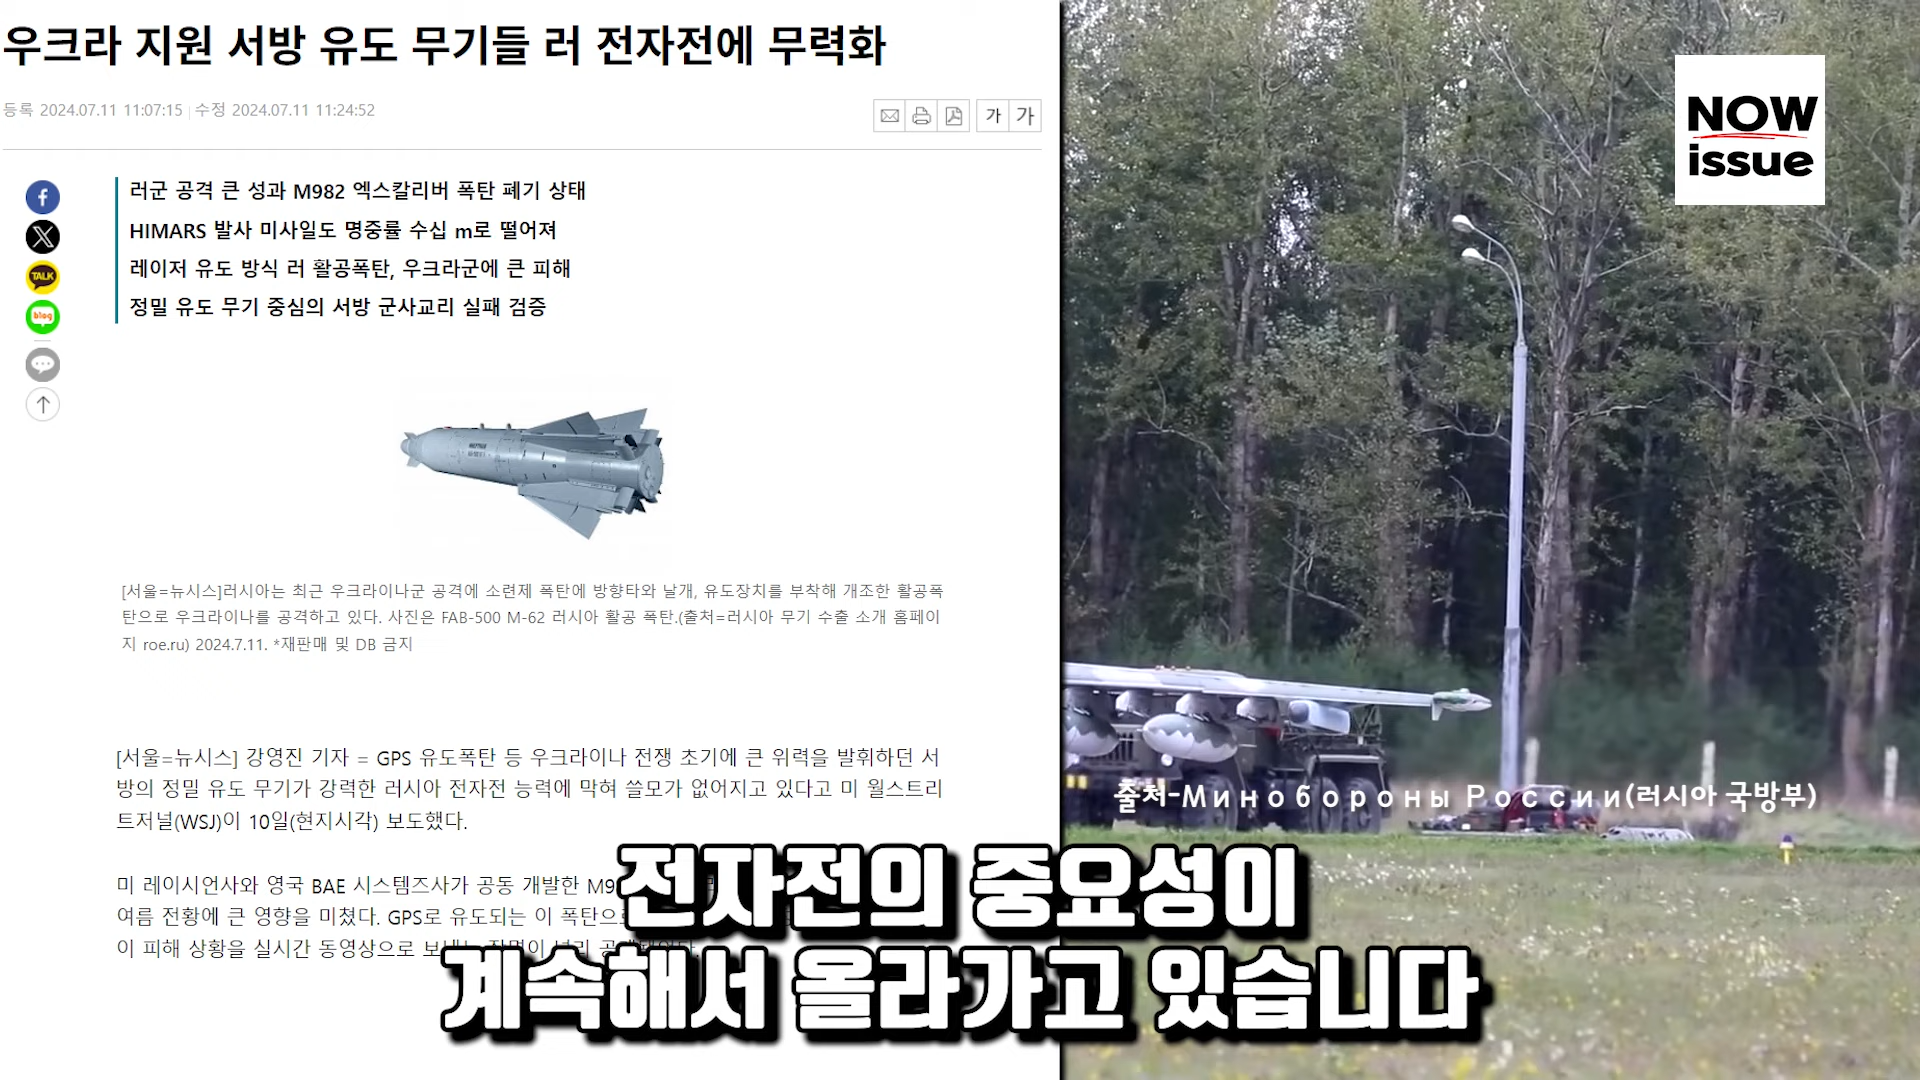 우크라 지원 서방 유도 무기들 러 전자전에 무력화
등록 2024.07.11 11:07:15 | 수정 2024.07.11 11:24:52
가 가
러군 공격 큰 성과 M982 엑스칼리버 폭탄 폐기 상태
HIMARS 발사 미사일도 명중률 수십 m로 떨어져
레이저 유도 방식 러 활공폭탄, 우크라군에 큰 피해
정밀 유도 무기 중심의 서방 군사교리 실패 검증
TALK
blog
[서울=뉴시스]러시아는 최근 우크라이나군 공격에 소련제 폭탄에 방향타와 날개, 유도장치를 부착해 개조한 활공폭
탄으로 우크라이나를 공격하고 있다. 사진은 FAB-500 M-62 러시아 활공 폭탄.(출처=러시아 무기 수출 소개 홈페이
지 roe.ru) 2024.7.11. *재판매 및 DB 금지
[서울=뉴시스] 강영진 기자 = GPS 유도폭탄 등 우크라이나 전쟁 초기에 큰 위력을 발휘하던 서
방의 정밀 유도 무기가 강력한 러시아 전자전 능력에 막혀 쓸모가 없어지고 있다고 미 월스트리
트저널(WSJ)이 10일(현지시각) 보도했다.
미 레이시언사와 영국 BAE 시스템즈사가 공동 개발한
여름 전황에 큰 영향을 미쳤다. GPS로 유도되는 이
이 피해 상황을 실시간 동영상으로
NOW
issue
출처-Минобороны России(러시아 국방부)
전자전의 중요성이
계속해서 올라가고 있습니다